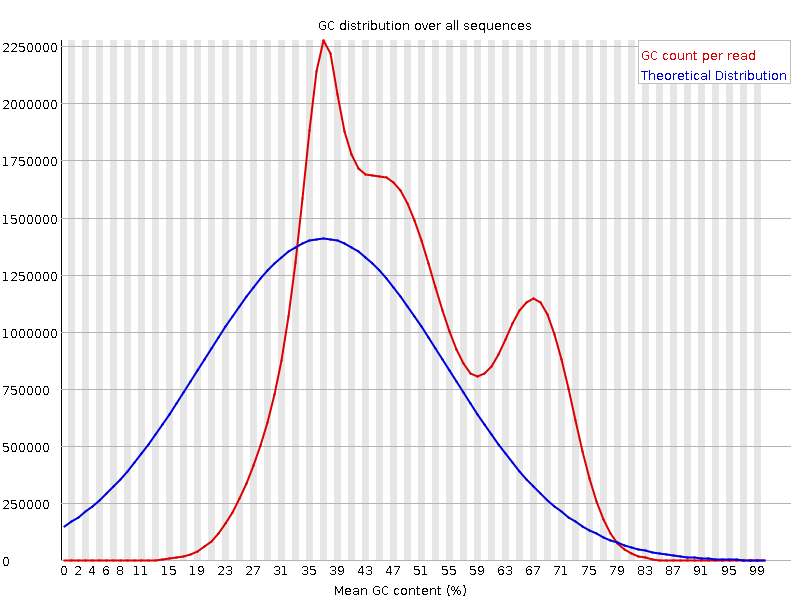 GC distribution over all sequences
GC count per read
Theoretical Distribution
2250000
2000000
1750000
1500000
1250000
1000000
750000
500000
250000
0
0 2 4 6 8 11 15 19 23 27 31 35 39 43 47 51 55 59 63 67 71 75 79 83 87 91 95 99
Mean GC content (%)